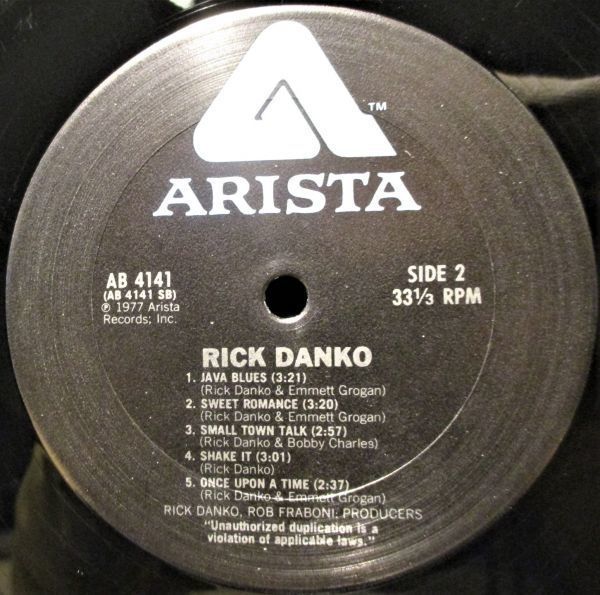 ™
ARISTA
AB 4141
(AB 4141 SB)
℗ 1977 Arista
Records, Inc.
SIDE 2
33 1/3 RPM
RICK DANKO
1. JAVA BLUES (3:21)
(Rick Danko & Emmett Grogan)
2. SWEET ROMANCE (3:20)
(Rick Danko & Emmett Grogan)
3. SMALL TOWN TALK (2:57)
(Rick Danko & Bobby Charles)
4. SHAKE IT (3:01)
(Rick Danko)
5. ONCE UPON A TIME (2:37)
(Rick Danko & Emmett Grogan)
RICK DANKO, ROB FRABONI: PRODUCERS
"Unauthorized duplication is a
violation of applicable laws."